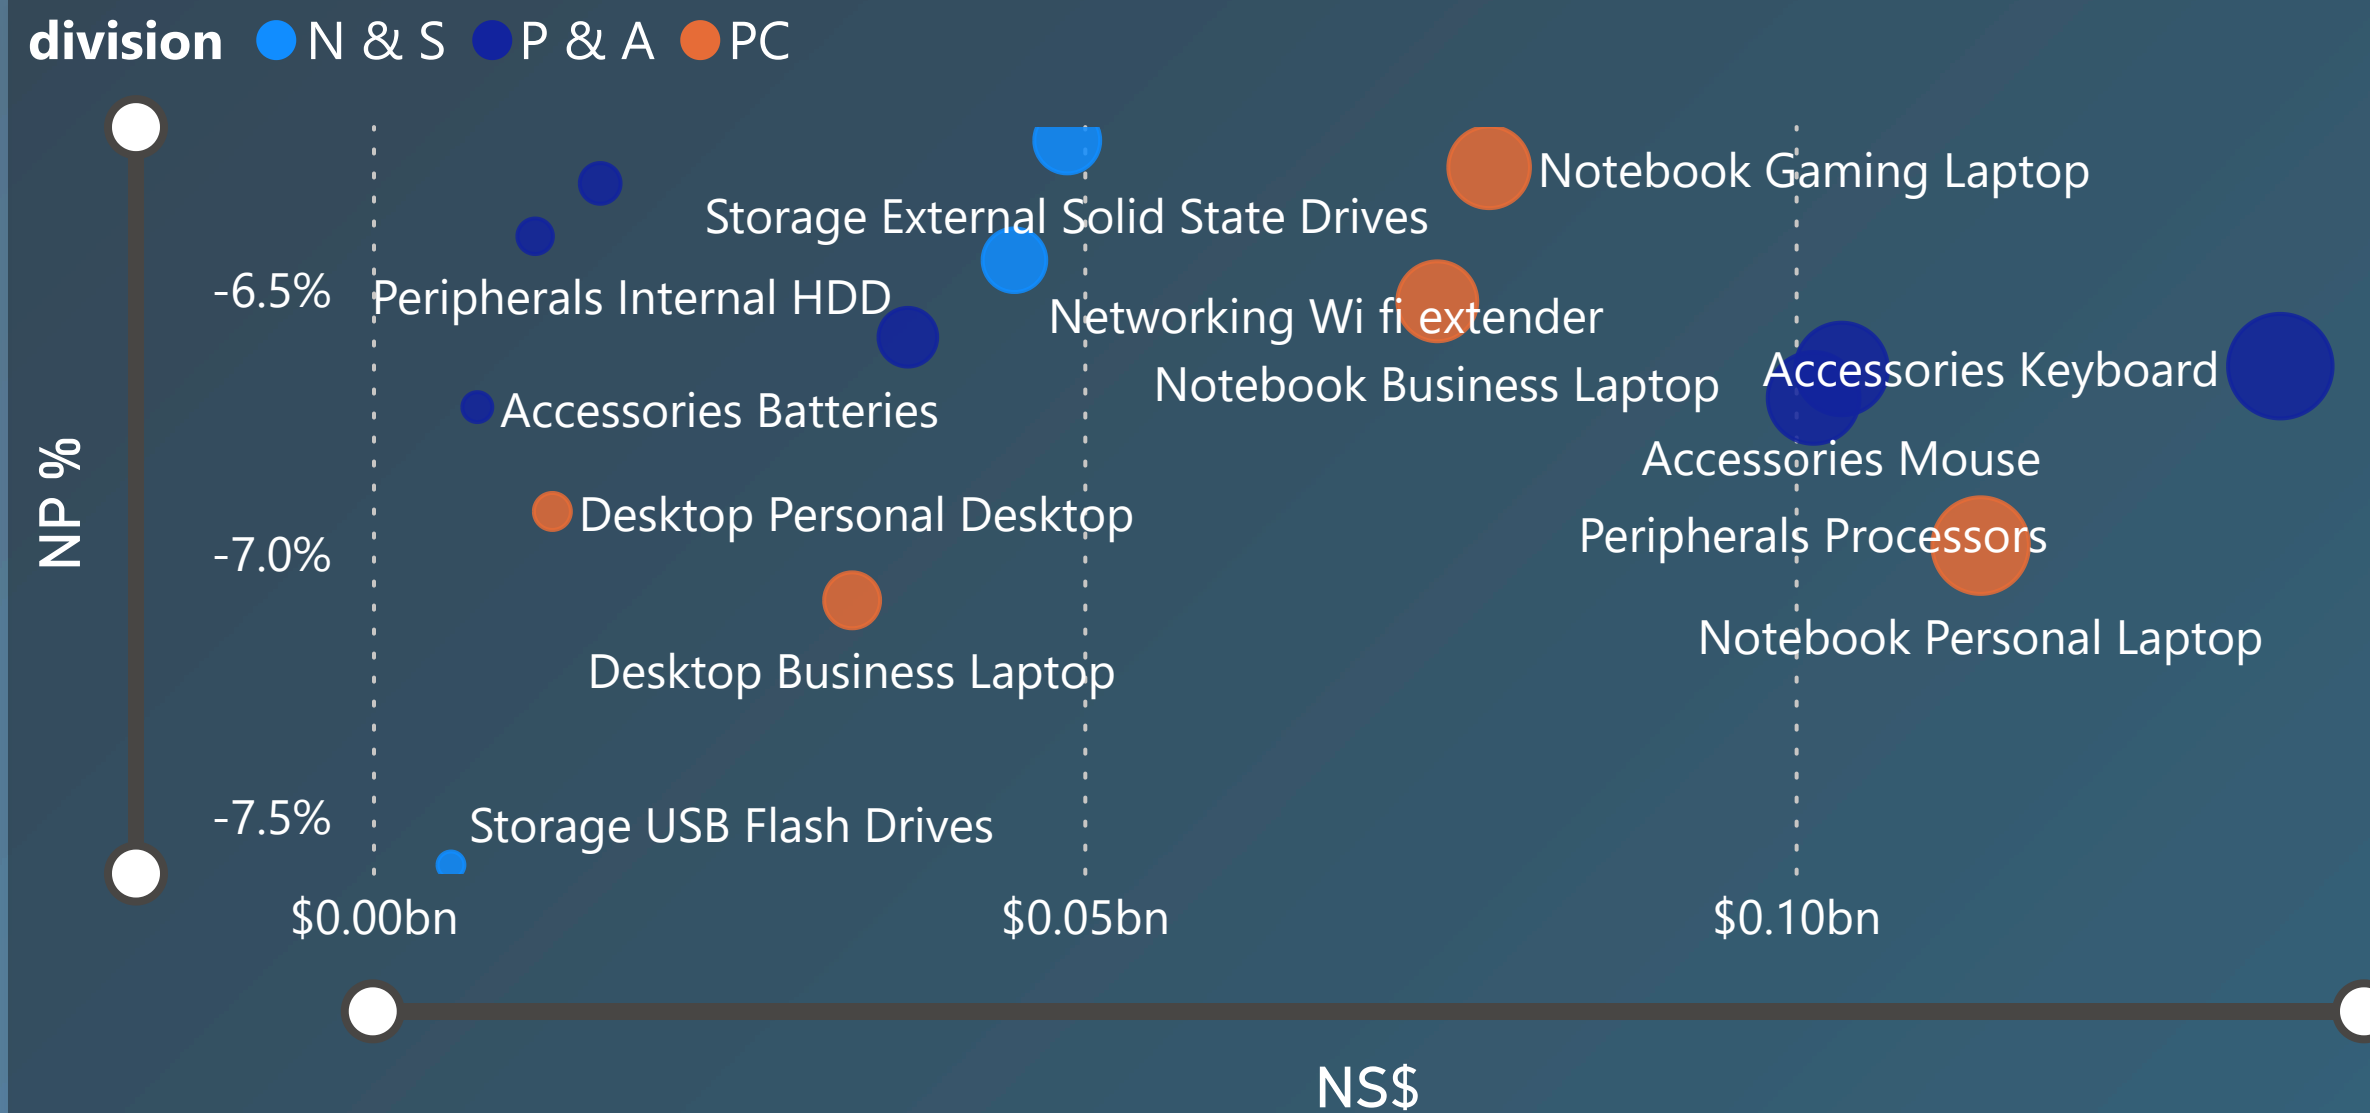 division N & S P & A PC
Notebook Gaming Laptop
Storage External Solid State Drives
-6.5%
Peripherals Internal HDD
Networking Wi fi extender
Notebook Business Laptop
Accessories Keyboard
Accessories Batteries
Accessories Mouse
NP %
Desktop Personal Desktop
Peripherals Processors
-7.0%
Notebook Personal Laptop
Desktop Business Laptop
-7.5%
Storage USB Flash Drives
$0.00bn $0.05bn $0.10bn
NS$